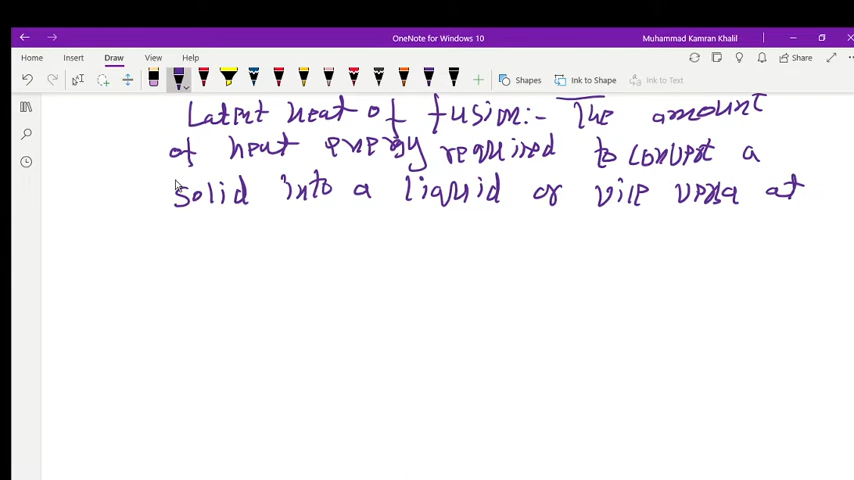 OneNote for Windows 10
Muhammad Kamran Khalil
Home Insert Draw View Help Share
Shapes Ink to Shape Ink to Text
Latent heat of fusion:- The amount
of heat energy required to convert a
solid into a liquid or vice versa at